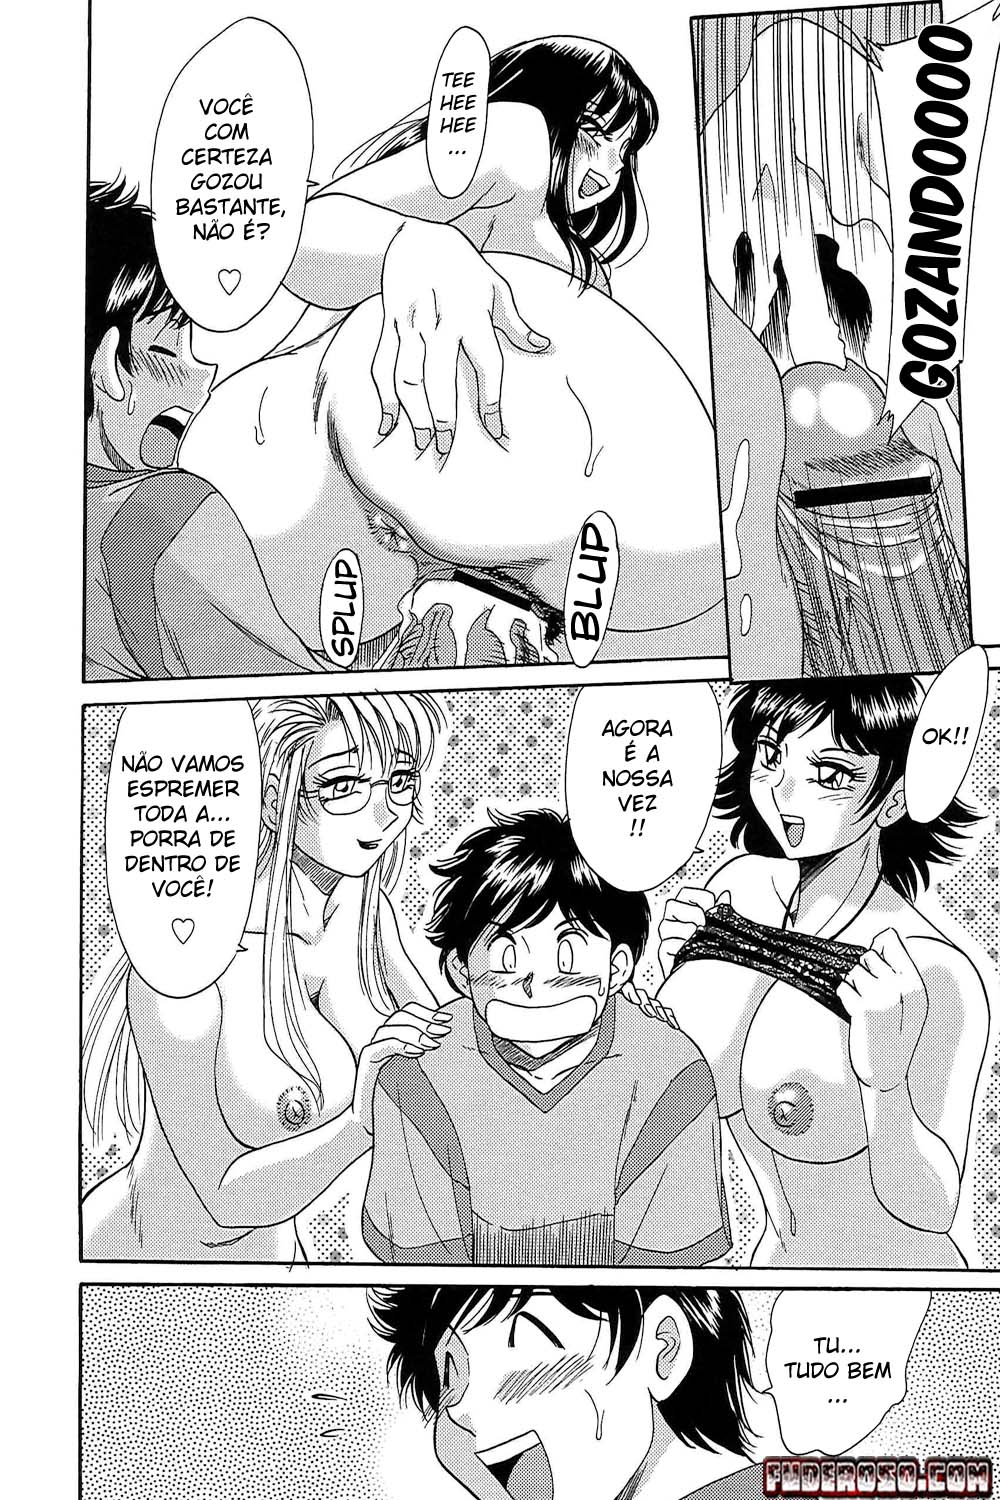 GOZANDOOOO
TEE
HEE
HEE
...
VOCÊ
COM
CERTEZA
GOZOU
BASTANTE,
NÃO É?
♡
BLUP
SPLUP
OK!!
AGORA
É A
NOSSA
VEZ
!!
NÃO VAMOS
ESPREMER
TODA A...
PORRA DE
DENTRO DE
VOCÊ!
♡
TU...
TUDO BEM
...
FUDEROSO.COM